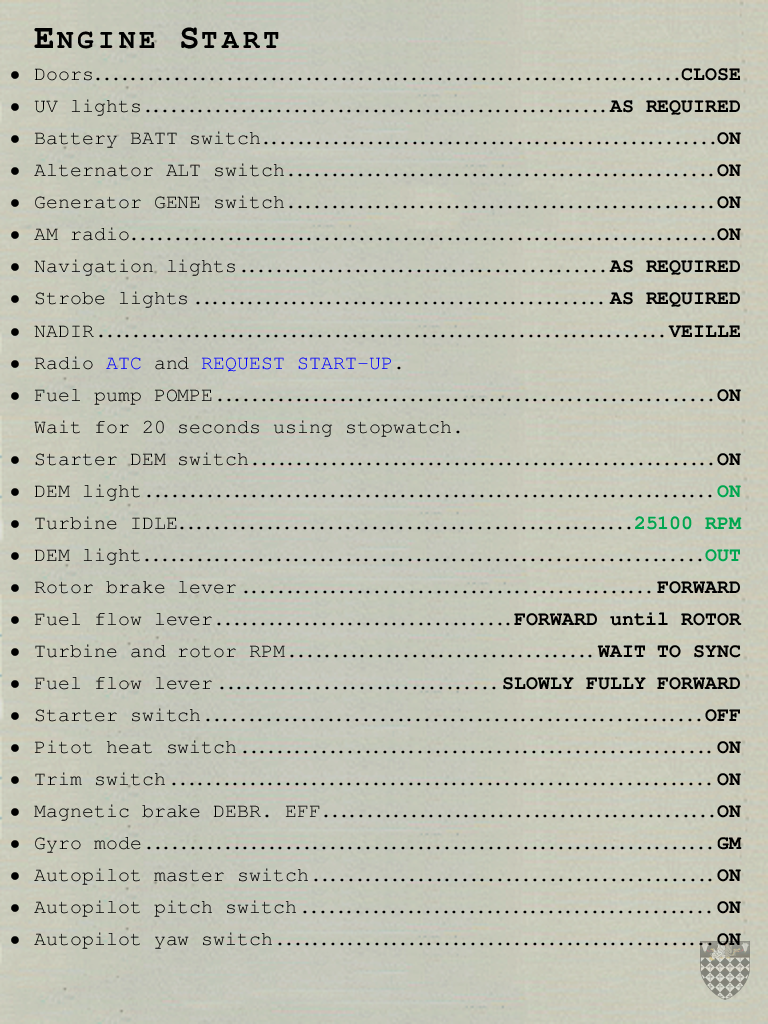 ENGINE START
• Doors..........CLOSE
• UV lights..........AS REQUIRED
• Battery BATT switch..........ON
• Alternator ALT switch..........ON
• Generator GENE switch..........ON
• AM radio..........ON
• Navigation lights..........AS REQUIRED
• Strobe lights..........AS REQUIRED
• NADIR..........VEILLE
• Radio ATC and REQUEST START-UP.
• Fuel pump POMPE..........ON
Wait for 20 seconds using stopwatch.
• Starter DEM switch..........ON
• DEM light..........ON
• Turbine IDLE..........25100 RPM
• DEM light..........OUT
• Rotor brake lever..........FORWARD
• Fuel flow lever..........FORWARD until ROTOR
• Turbine and rotor RPM..........WAIT TO SYNC
• Fuel flow lever..........SLOWLY FULLY FORWARD
• Starter switch..........OFF
• Pitot heat switch..........ON
• Trim switch..........ON
• Magnetic brake DEBR. EFF..........ON
• Gyro mode..........GM
• Autopilot master switch..........ON
• Autopilot pitch switch..........ON
• Autopilot yaw switch..........ON